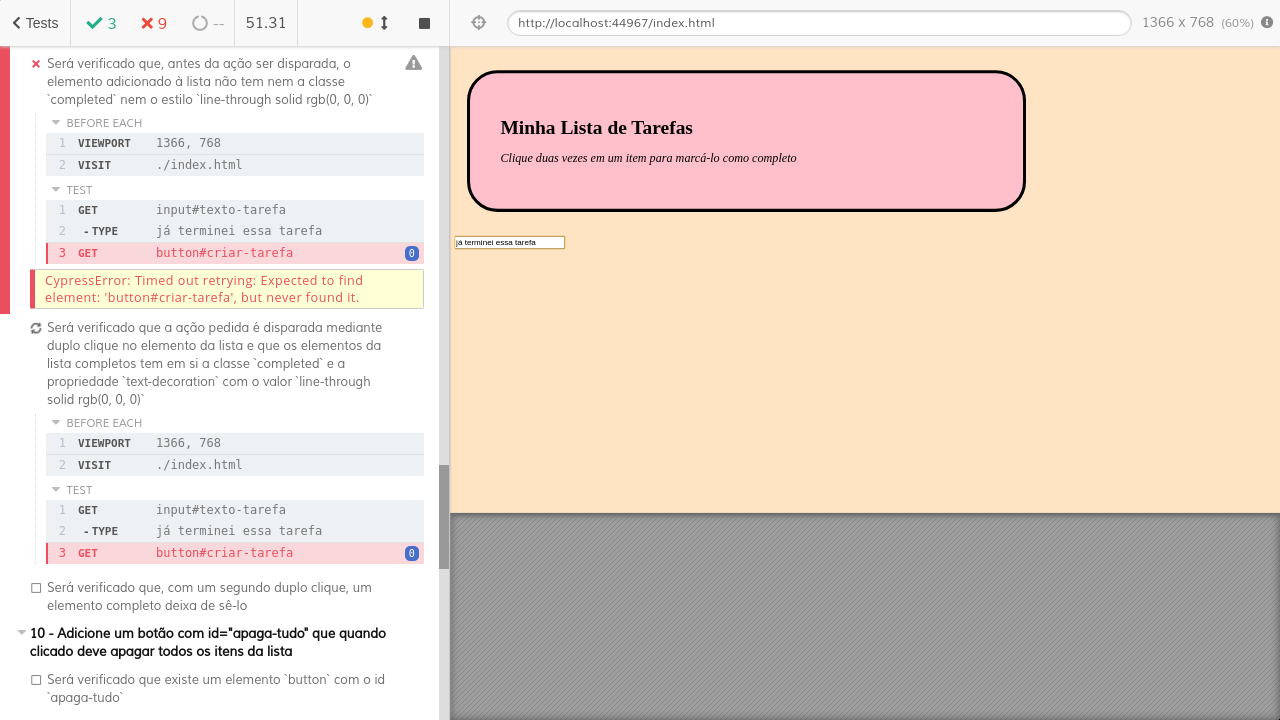 Tests
3
9
--
51.31
http://localhost:44967/index.html
1366 x 768 (60%)
Será verificado que, antes da ação ser disparada, o
elemento adicionado à lista não tem nem a classe
`completed` nem o estilo `line-through solid rgb(0, 0, 0)`
BEFORE EACH
1 VIEWPORT 1366, 768
2 VISIT ./index.html
TEST
1 GET input#texto-tarefa
2 -TYPE já terminei essa tarefa
3 GET button#criar-tarefa 0
CypressError: Timed out retrying: Expected to find
element: 'button#criar-tarefa', but never found it.
Será verificado que a ação pedida é disparada mediante
duplo clique no elemento da lista e que os elementos da
lista completos tem em si a classe `completed` e a
propriedade `text-decoration` com o valor `line-through
solid rgb(0, 0, 0)`
BEFORE EACH
1 VIEWPORT 1366, 768
2 VISIT ./index.html
TEST
1 GET input#texto-tarefa
2 -TYPE já terminei essa tarefa
3 GET button#criar-tarefa 0
Será verificado que, com um segundo duplo clique, um
elemento completo deixa de sê-lo
10 - Adicione um botão com id="apaga-tudo" que quando
clicado deve apagar todos os itens da lista
Será verificado que existe um elemento `button` com o id
`apaga-tudo`
Minha Lista de Tarefas
Clique duas vezes em um item para marcá-lo como completo
já terminei essa tarefa